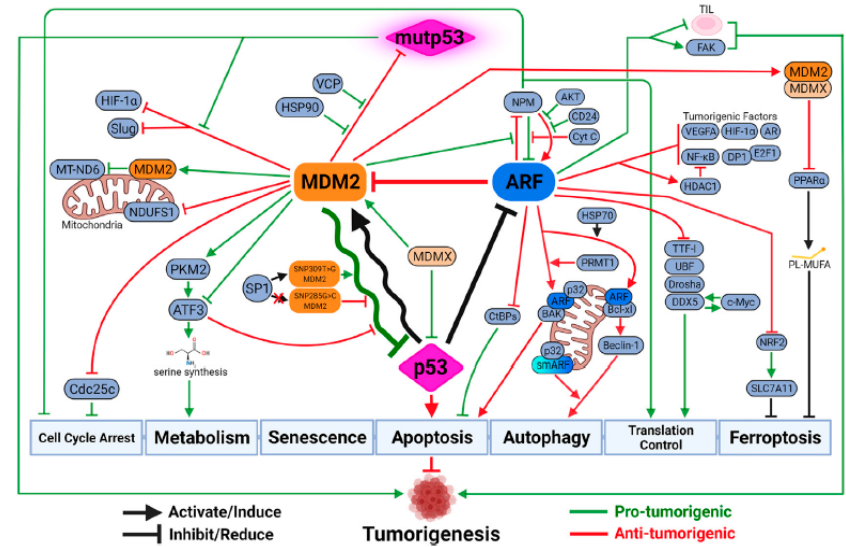 TIL
mutp53
FAK
MDM2
MDMX
VCP
HSP90
HIF-1α
Slug
NPM
AKT
CD24
Cyt C
Tumorigenic Factors
VEGFA
HIF-1α
AR
NF-κB
DP1
E2F1
HDAC1
MT-ND6
MDM2
NDUFS1
Mitochondria
MDM2
ARF
PPARα
PL-MUFA
HSP70
PRMT1
TTF-I
UBF
Drosha
DDX5
c-Myc
PKM2
ATF3
SP1
SNP309T>G
MDM2
SNP285G>C
MDM2
MDMX
p32
ARF
BAK
ARF
Bcl-xl
CtBPs
p32
smARF
Beclin-1
NRF2
SLC7A11
HO
O
OH
NH₂
serine synthesis
Cdc25c
p53
Cell Cycle Arrest
Metabolism
Senescence
Apoptosis
Autophagy
Translation
Control
Ferroptosis
Activate/Induce
Inhibit/Reduce
Tumorigenesis
Pro-tumorigenic
Anti-tumorigenic